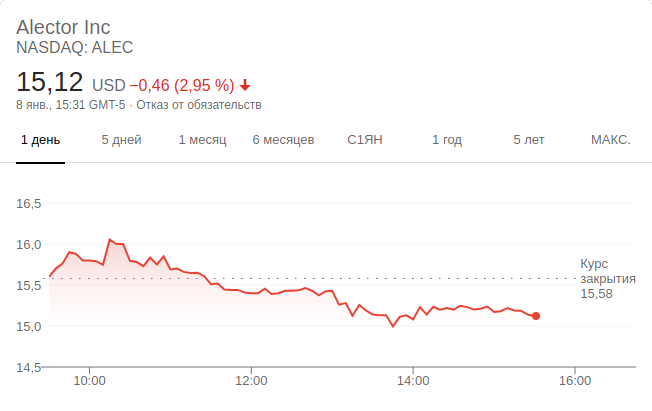 Alector Inc
NASDAQ: ALEC
15,12 USD −0,46 (2,95 %)
8 янв., 15:31 GMT-5 · Отказ от обязательств
1 день 5 дней 1 месяц 6 месяцев С1ЯН 1 год 5 лет МАКС.
16,5
16,0
15,5
15,0
14,5
Курс
закрытия
15,58
10:00 12:00 14:00 16:00